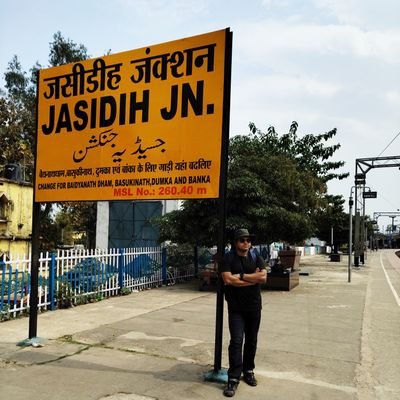 जसीडीह जंक्शन
JASIDIH JN.
جسیڈیہ جنکشن
बैद्यनाथधाम,बासुकीनाथ, दुमका एवं बाँका के लिए गाड़ी यहां बदलिए
CHANGE FOR BAIDYANATH DHAM, BASUKINATH,DUMKA AND BANKA
MSL No.: 260.40 m